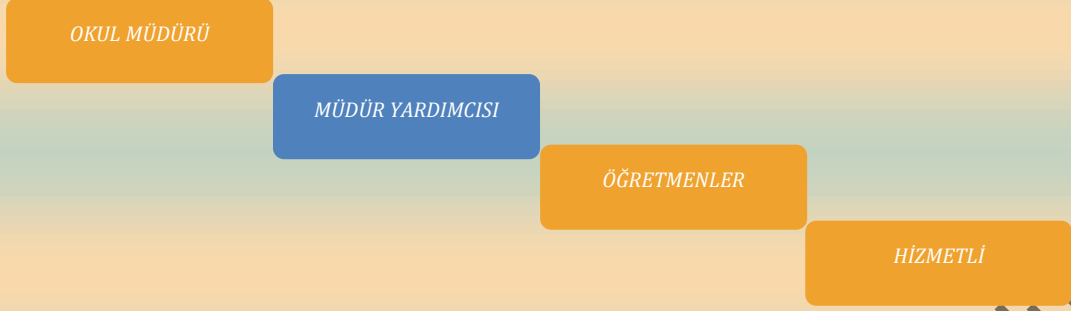 OKUL MÜDÜRÜ
MÜDÜR YARDIMCISI
ÖĞRETMENLER
HİZMETLİ